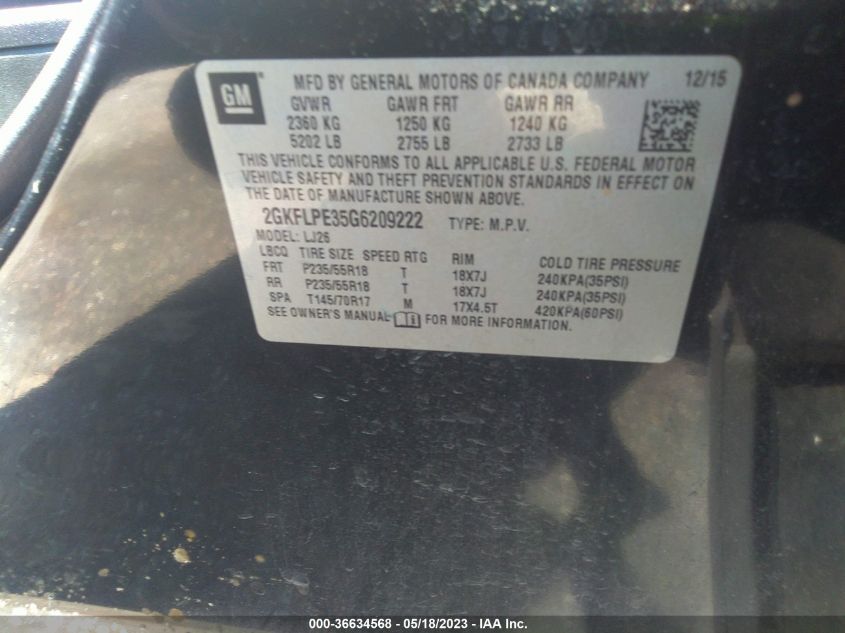 GM MFD BY GENERAL MOTORS OF CANADA COMPANY 12/15
GVWR GAWR FRT GAWR RR
2360 KG 1250 KG 1240 KG
5202 LB 2755 LB 2733 LB
THIS VEHICLE CONFORMS TO ALL APPLICABLE U.S. FEDERAL MOTOR
VEHICLE SAFETY AND THEFT PREVENTION STANDARDS IN EFFECT ON
THE DATE OF MANUFACTURE SHOWN ABOVE.
2GKFLPE35G6209222 TYPE: M.P.V.
MODEL: LJ26
LBCQ TIRE SIZE SPEED RTG RIM COLD TIRE PRESSURE
FRT P235/55R18 T 18X7J 240KPA(35PSI)
RR P235/55R18 T 18X7J 240KPA(35PSI)
SPA T145/70R17 M 17X4.5T 420KPA(60PSI)
SEE OWNER'S MANUAL FOR MORE INFORMATION.
000-36634568 — 05/18/2023 — IAA Inc.